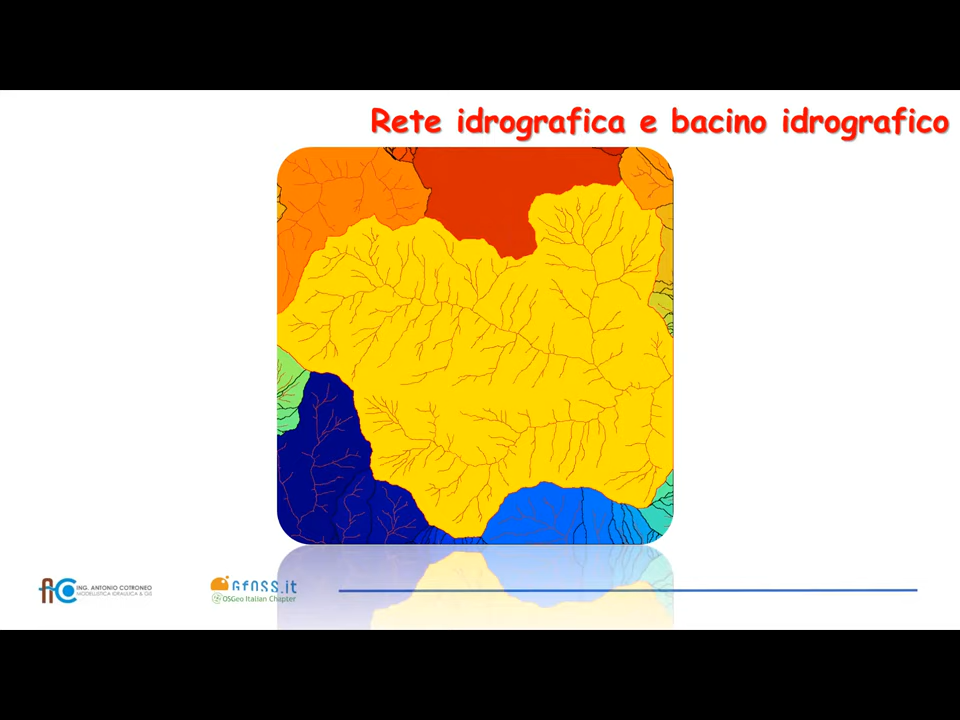 Rete idrografica e bacino idrografico
ING. ANTONIO COTRONEO
MODELLISTICA IDRAULICA & GIS
GFOSS.it
OSGeo Italian Chapter